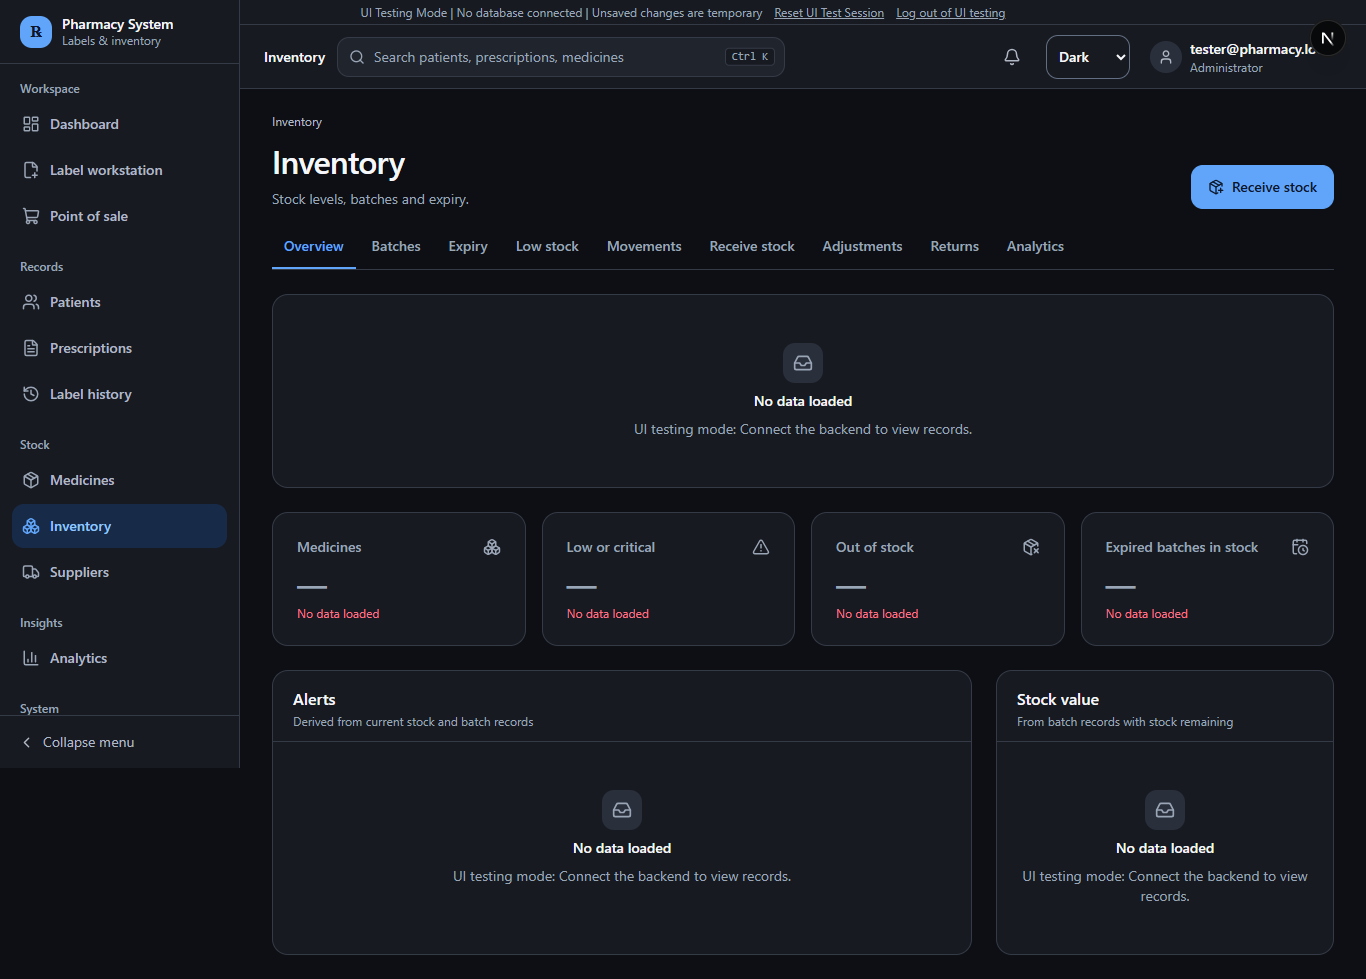 UI Testing Mode | No database connected | Unsaved changes are temporary Reset UI Test Session Log out of UI testing
R
Pharmacy System
Labels & inventory
Workspace
Dashboard
Label workstation
Point of sale
Records
Patients
Prescriptions
Label history
Stock
Medicines
Inventory
Suppliers
Insights
Analytics
System
Collapse menu
Inventory
Search patients, prescriptions, medicines
Ctrl K
Dark
tester@pharmacy.lo
Administrator
N
Inventory
Inventory
Stock levels, batches and expiry.
Receive stock
Overview Batches Expiry Low stock Movements Receive stock Adjustments Returns Analytics
No data loaded
UI testing mode: Connect the backend to view records.
Medicines
—
No data loaded
Low or critical
—
No data loaded
Out of stock
—
No data loaded
Expired batches in stock
—
No data loaded
Alerts
Derived from current stock and batch records
No data loaded
UI testing mode: Connect the backend to view records.
Stock value
From batch records with stock remaining
No data loaded
UI testing mode: Connect the backend to view
records.